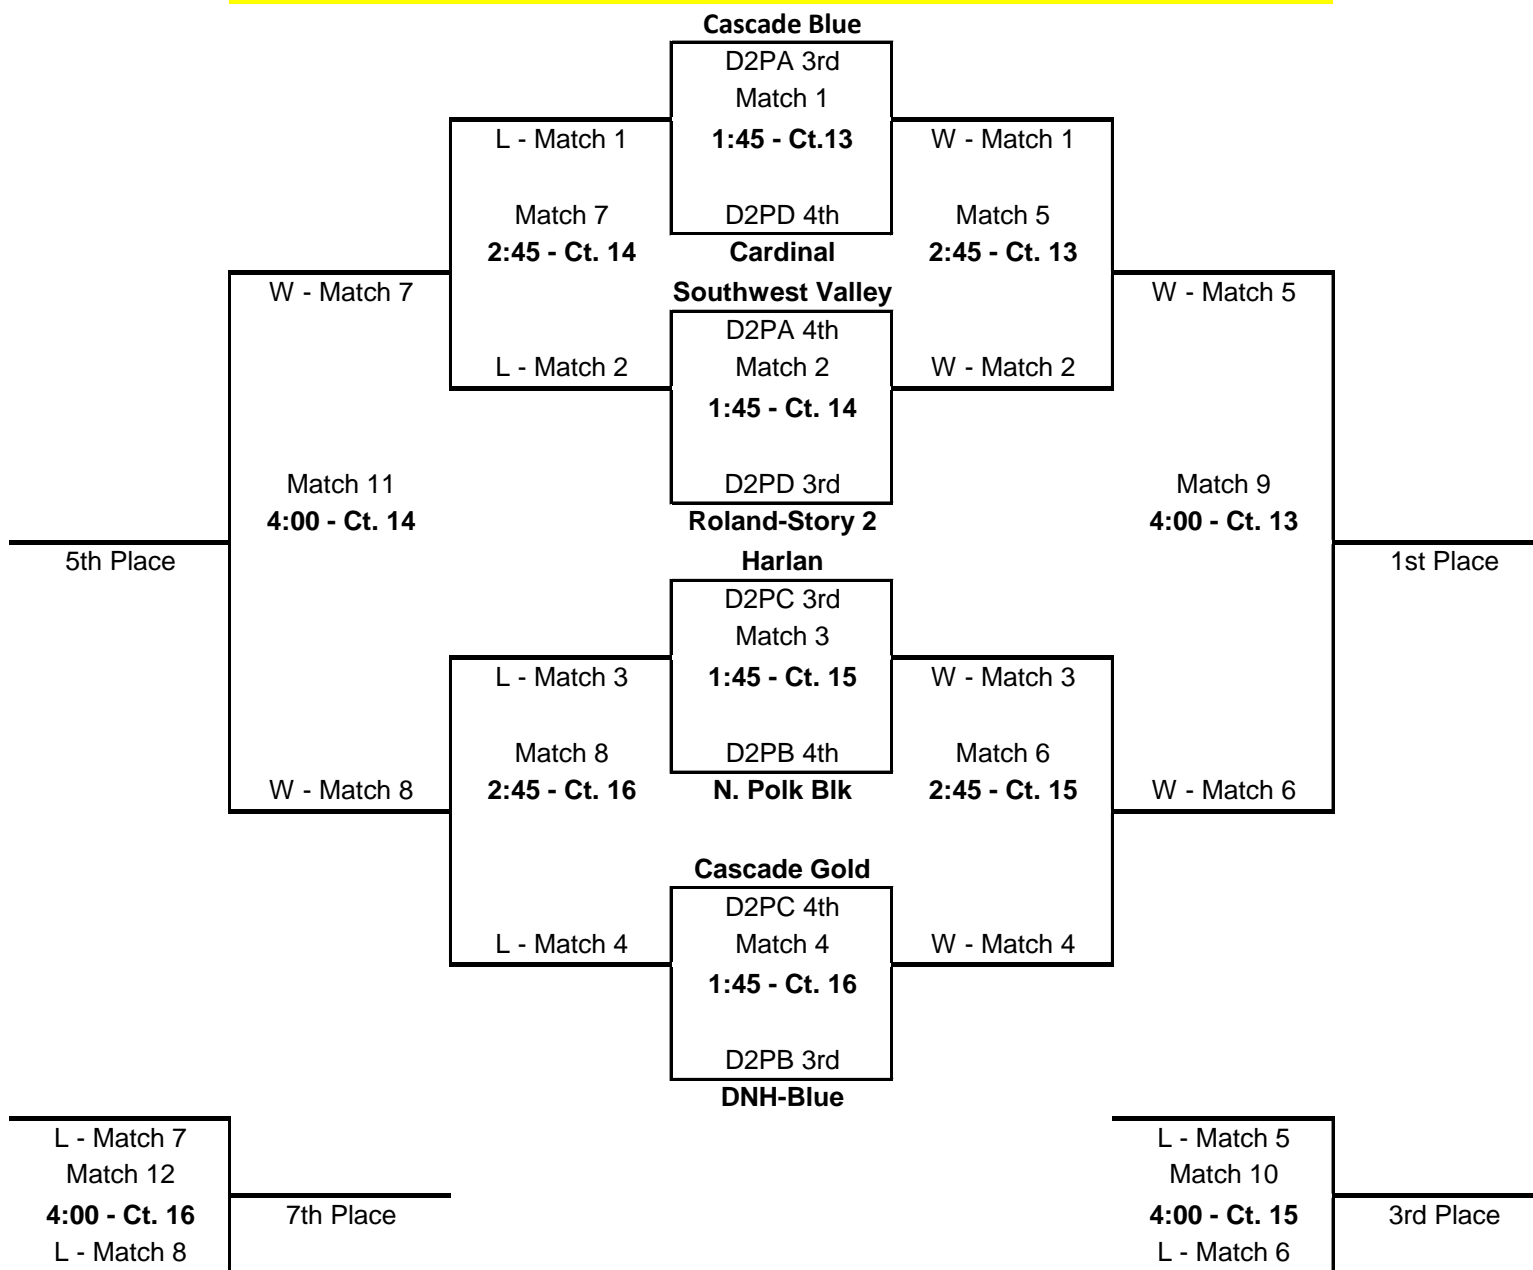 Cascade Blue
D2PA 3rd
Match 1
L - Match 1
1:45 - Ct.13
W - Match 1
Match 7
D2PD 4th
Match 5
2:45 - Ct. 14
Cardinal
2:45 - Ct. 13
W - Match 7
Southwest Valley
W - Match 5
D2PA 4th
L - Match 2
Match 2
W - Match 2
1:45 - Ct. 14
Match 11
D2PD 3rd
Match 9
4:00 - Ct. 14
Roland-Story 2
4:00 - Ct. 13
5th Place
Harlan
1st Place
D2PC 3rd
Match 3
L - Match 3
1:45 - Ct. 15
W - Match 3
Match 8
D2PB 4th
Match 6
W - Match 8
2:45 - Ct. 16
N. Polk Blk
2:45 - Ct. 15
W - Match 6
Cascade Gold
D2PC 4th
L - Match 4
Match 4
W - Match 4
1:45 - Ct. 16
D2PB 3rd
DNH-Blue
L - Match 7
L - Match 5
Match 12
Match 10
4:00 - Ct. 16
7th Place
4:00 - Ct. 15
3rd Place
L - Match 8
L - Match 6